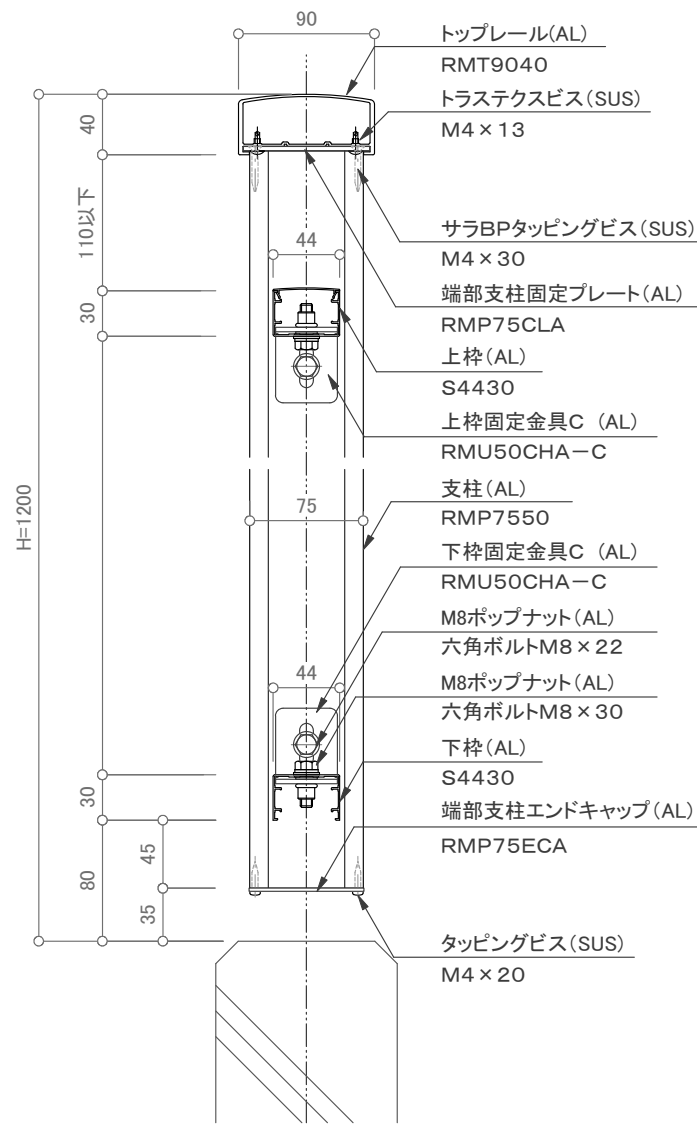 90
トップレール(AL)
RMT9040
トラステクスビス(SUS)
M4×13
40
110以下
サラBPタッピングビス(SUS)
M4×30
44
端部支柱固定プレート(AL)
RMP75CLA
30
上枠(AL)
S4430
上枠固定金具C (AL)
RMU50CHA-C
H=1200
75
支柱(AL)
RMP7550
下枠固定金具C (AL)
RMU50CHA-C
M8ポップナット(AL)
六角ボルトM8×22
44
M8ポップナット(AL)
六角ボルトM8×30
下枠(AL)
S4430
30
端部支柱エンドキャップ(AL)
RMP75ECA
45
80
35
タッピングビス(SUS)
M4×20